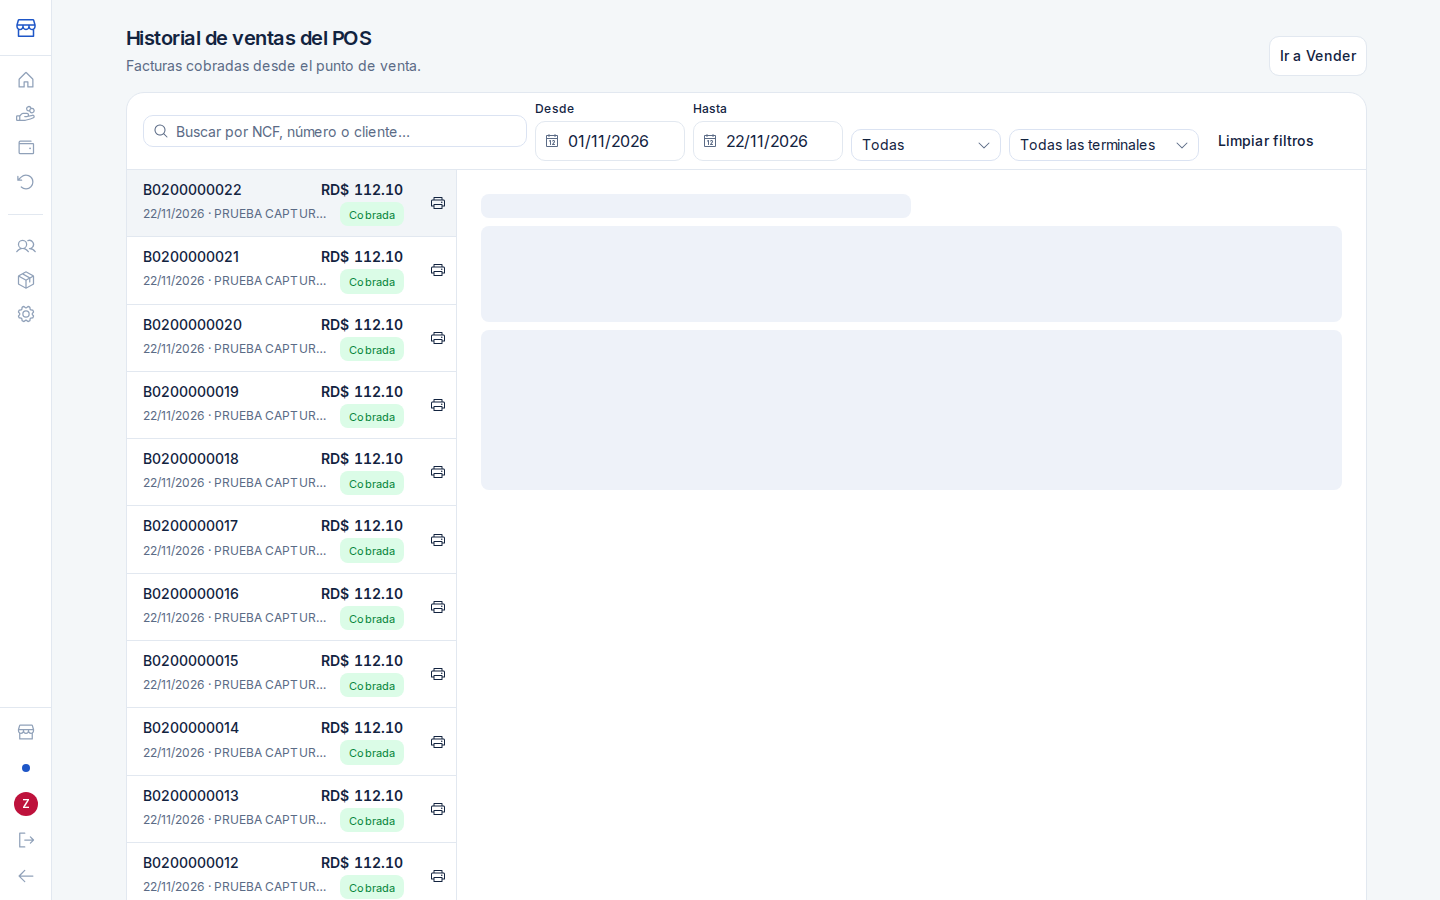 Historial de ventas del POS
Facturas cobradas desde el punto de venta.
Ir a Vender
Buscar por NCF, número o cliente...
Desde
01/11/2026
Hasta
22/11/2026
Todas
Todas las terminales
Limpiar filtros
B0200000022 RD$ 112.10
22/11/2026 · PRUEBA CAPTUR... Cobrada
B0200000021 RD$ 112.10
22/11/2026 · PRUEBA CAPTUR... Cobrada
B0200000020 RD$ 112.10
22/11/2026 · PRUEBA CAPTUR... Cobrada
B0200000019 RD$ 112.10
22/11/2026 · PRUEBA CAPTUR... Cobrada
B0200000018 RD$ 112.10
22/11/2026 · PRUEBA CAPTUR... Cobrada
B0200000017 RD$ 112.10
22/11/2026 · PRUEBA CAPTUR... Cobrada
B0200000016 RD$ 112.10
22/11/2026 · PRUEBA CAPTUR... Cobrada
B0200000015 RD$ 112.10
22/11/2026 · PRUEBA CAPTUR... Cobrada
B0200000014 RD$ 112.10
22/11/2026 · PRUEBA CAPTUR... Cobrada
B0200000013 RD$ 112.10
22/11/2026 · PRUEBA CAPTUR... Cobrada
B0200000012 RD$ 112.10
22/11/2026 · PRUEBA CAPTUR... Cobrada
Z